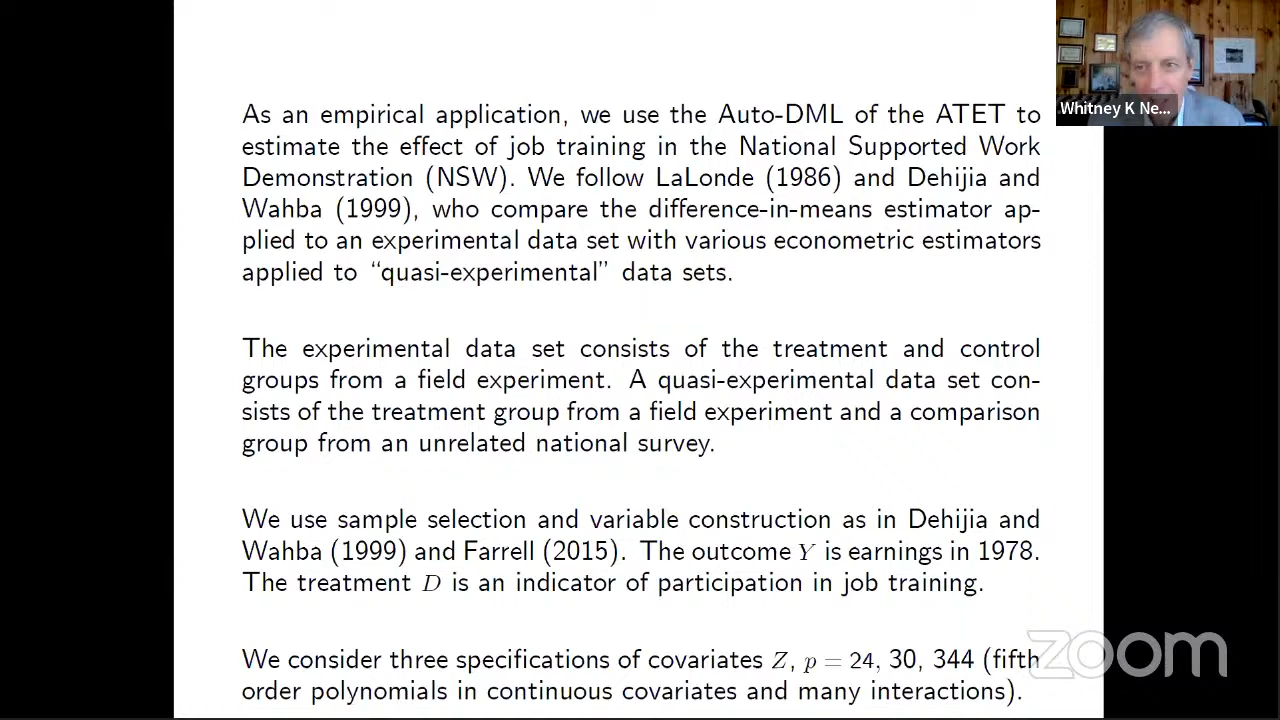 Whitney K Ne...
As an empirical application, we use the Auto-DML of the ATET to
estimate the effect of job training in the National Supported Work
Demonstration (NSW). We follow LaLonde (1986) and Dehijia and
Wahba (1999), who compare the difference-in-means estimator ap-
plied to an experimental data set with various econometric estimators
applied to “quasi-experimental” data sets.
The experimental data set consists of the treatment and control
groups from a field experiment. A quasi-experimental data set con-
sists of the treatment group from a field experiment and a comparison
group from an unrelated national survey.
We use sample selection and variable construction as in Dehijia and
Wahba (1999) and Farrell (2015). The outcome Y is earnings in 1978.
The treatment D is an indicator of participation in job training.
We consider three specifications of covariates Z, p = 24, 30, 344 (fifth
order polynomials in continuous covariates and many interactions).
zoom